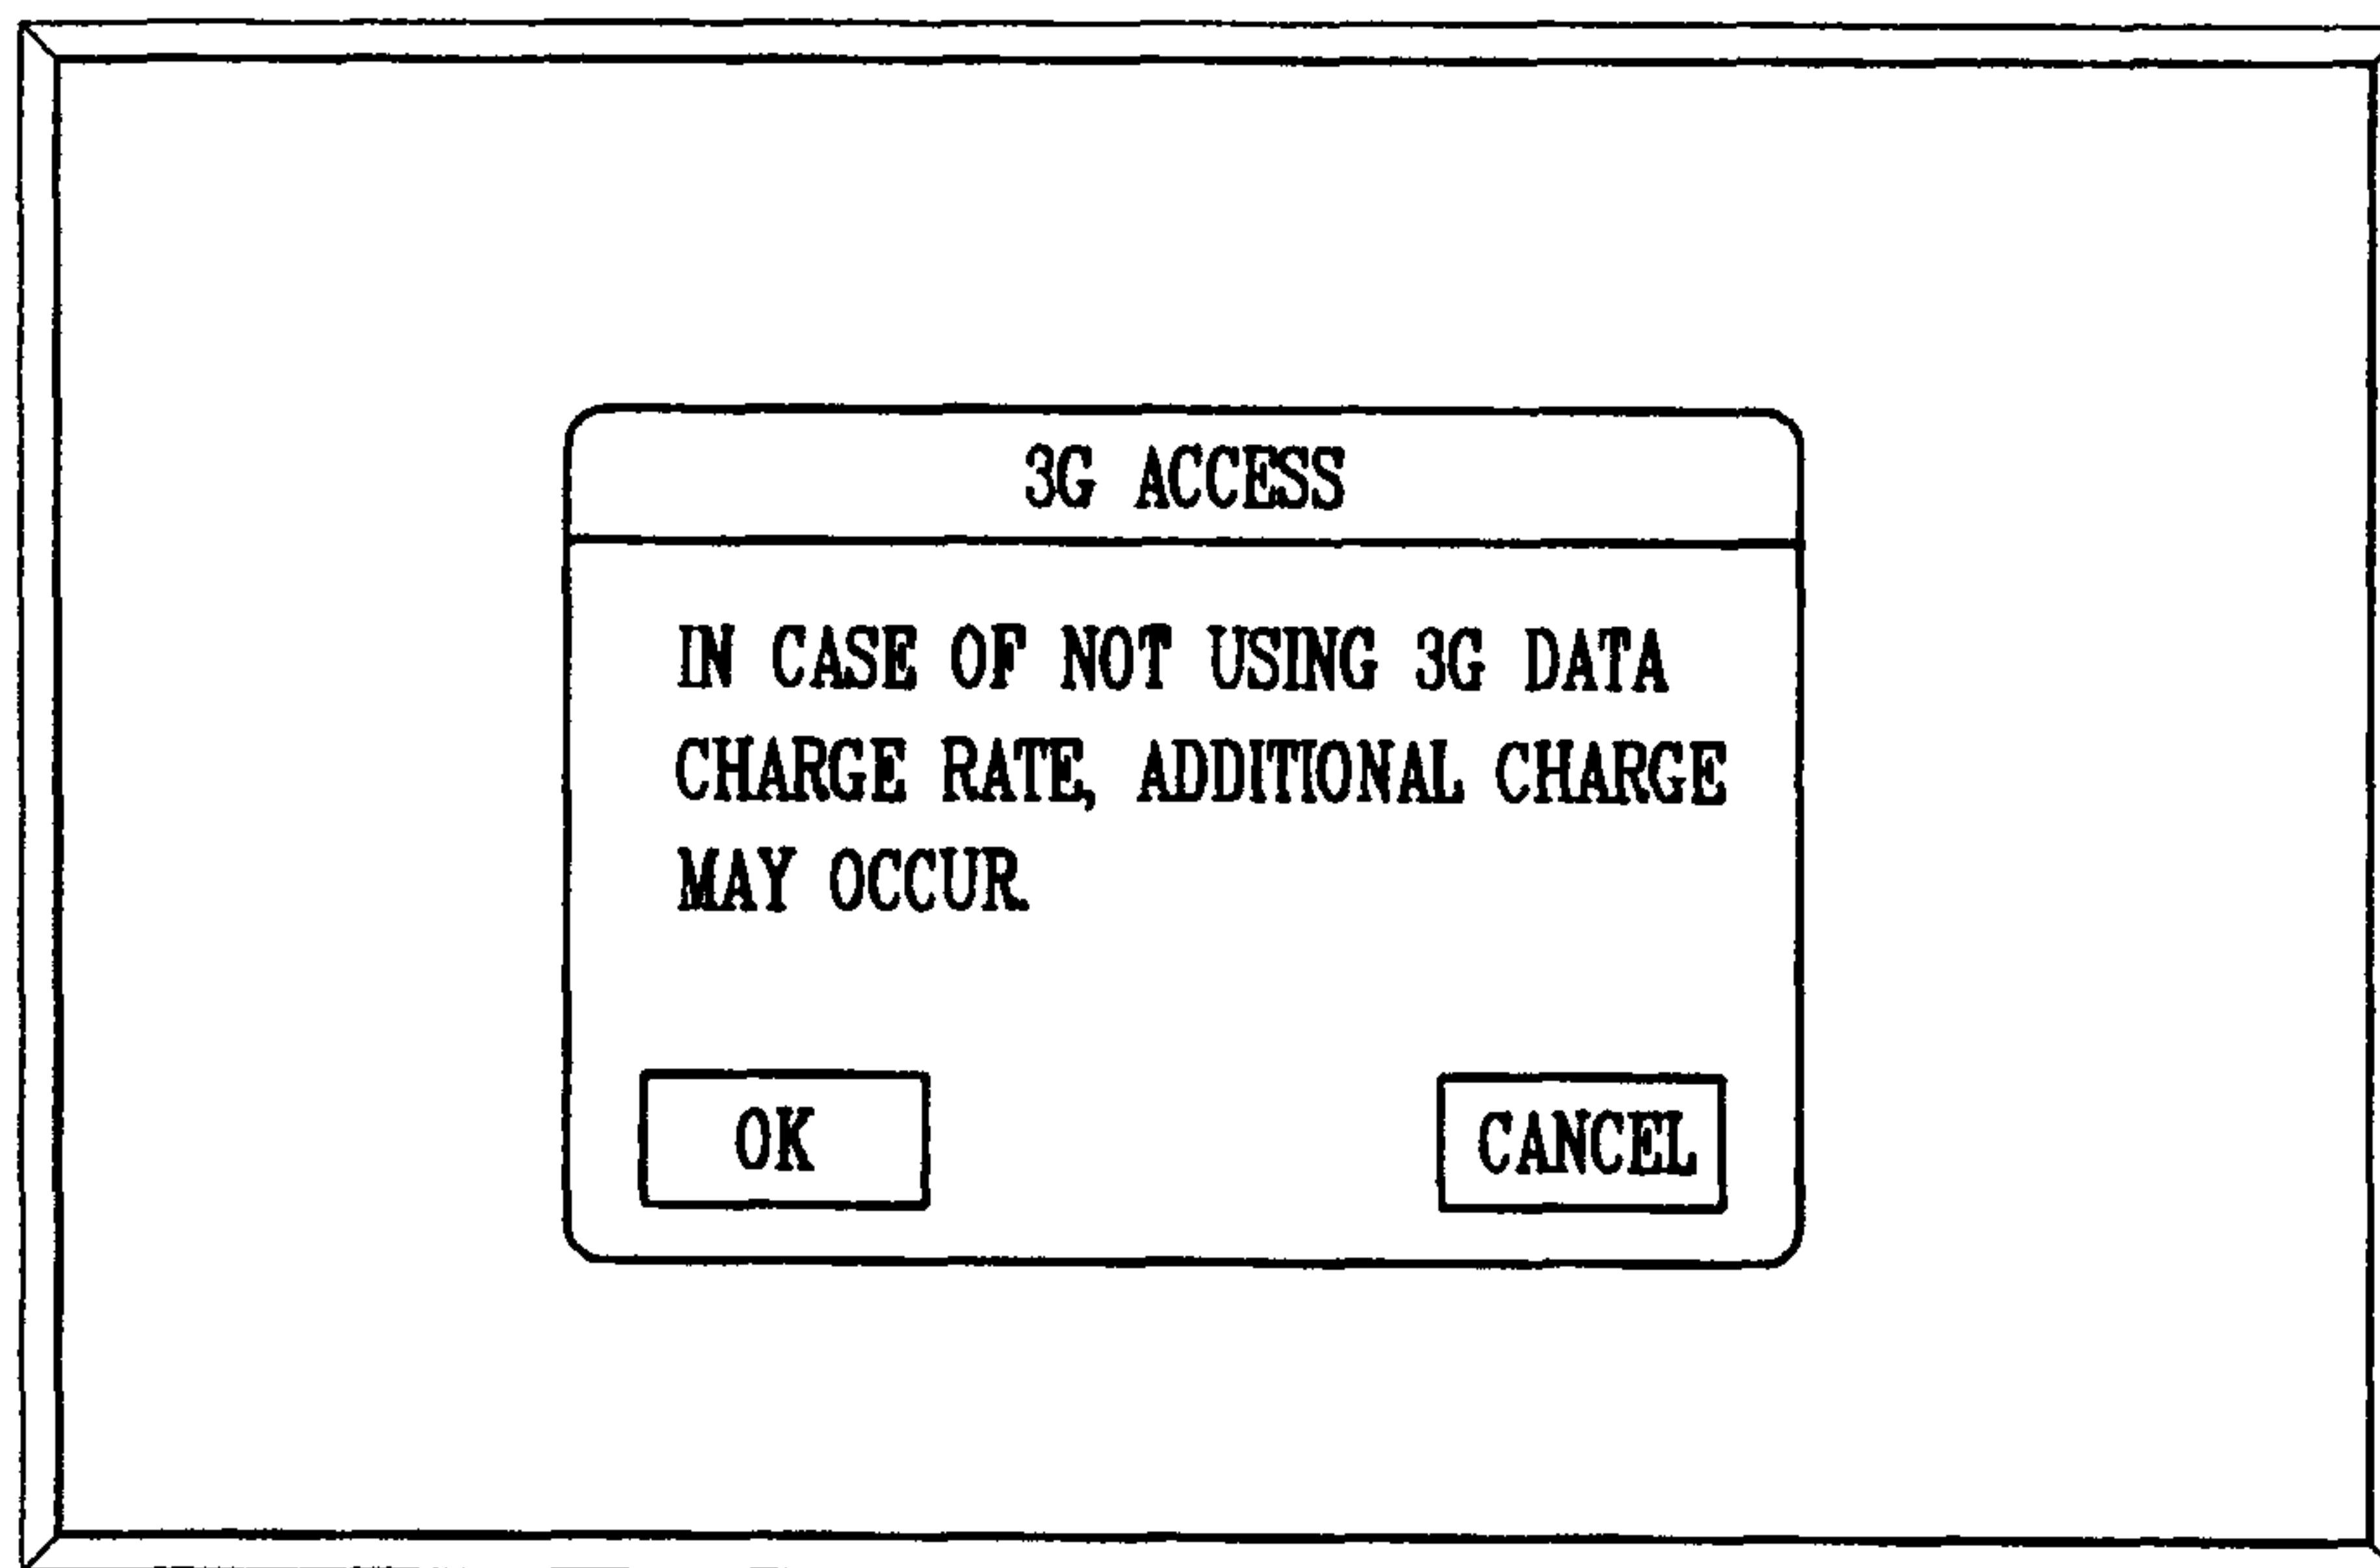 3G ACCESS
IN CASE OF NOT USING 3G DATA
CHARGE RATE, ADDITIONAL CHARGE
MAY OCCUR.
OK
CANCEL